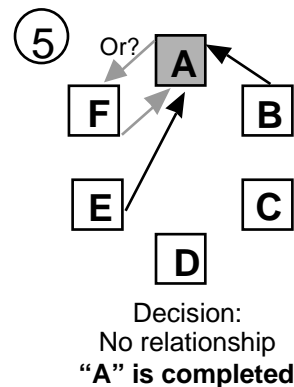 5
Or?
A
F
B
E
C
D
Decision:
No relationship
“A” is completed